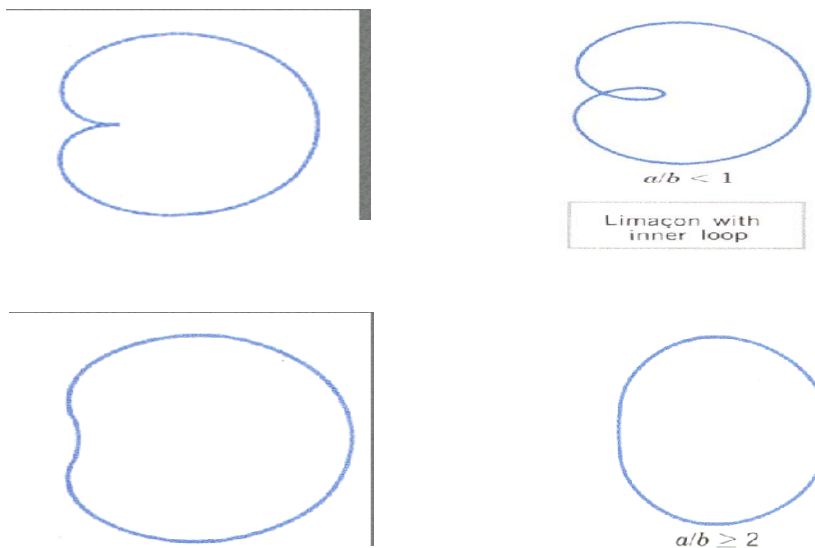 a/b < 1
Limaçon with
inner loop
a/b ≥ 2